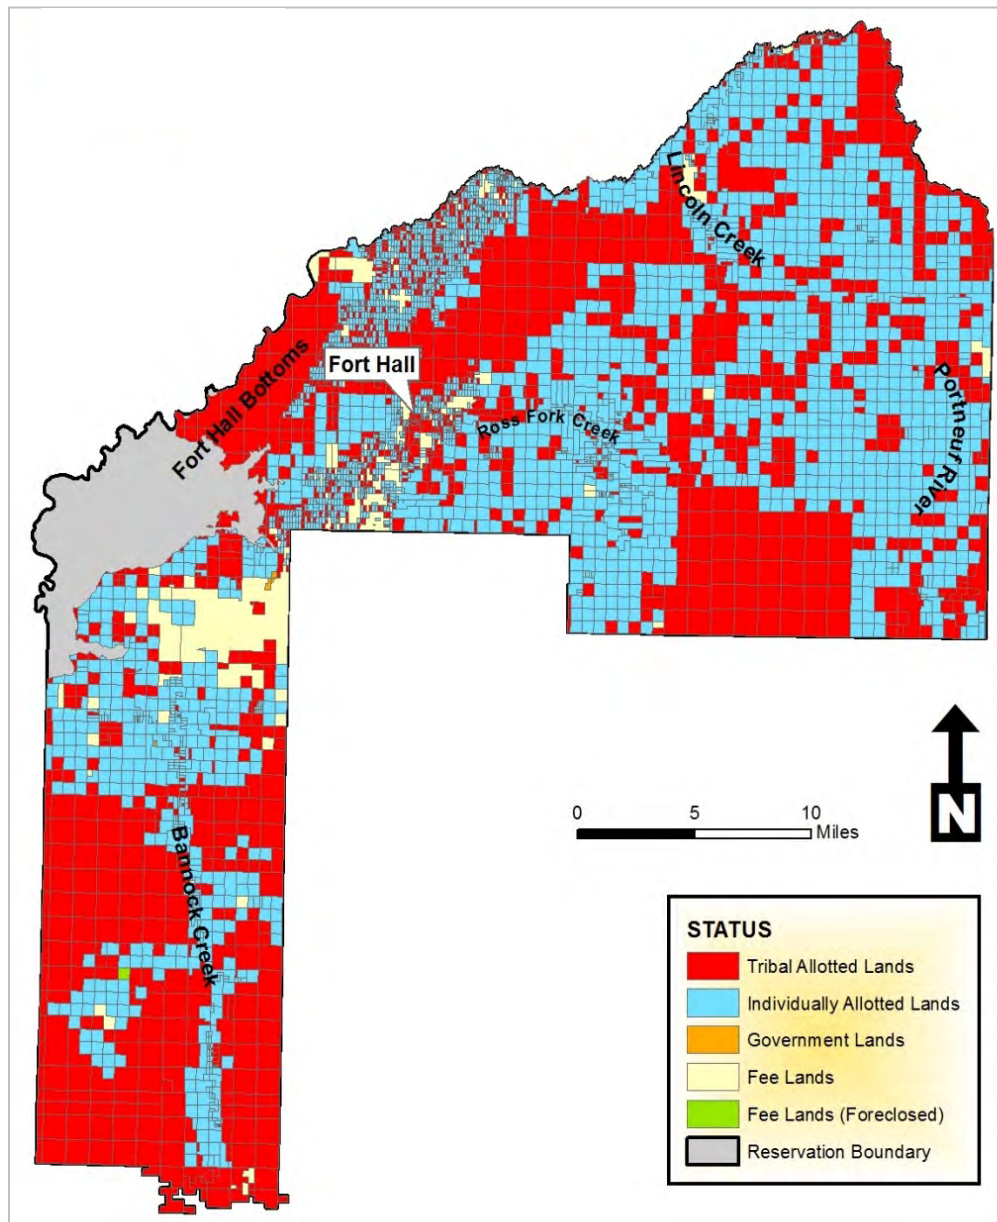 Lincoln Creek
Fort Hall Bottoms
Fort Hall
Ross Fork Creek
Portneuf River
Bannock Creek
0 5 10
Miles
N
STATUS
Tribal Allotted Lands
Individually Allotted Lands
Government Lands
Fee Lands
Fee Lands (Foreclosed)
Reservation Boundary